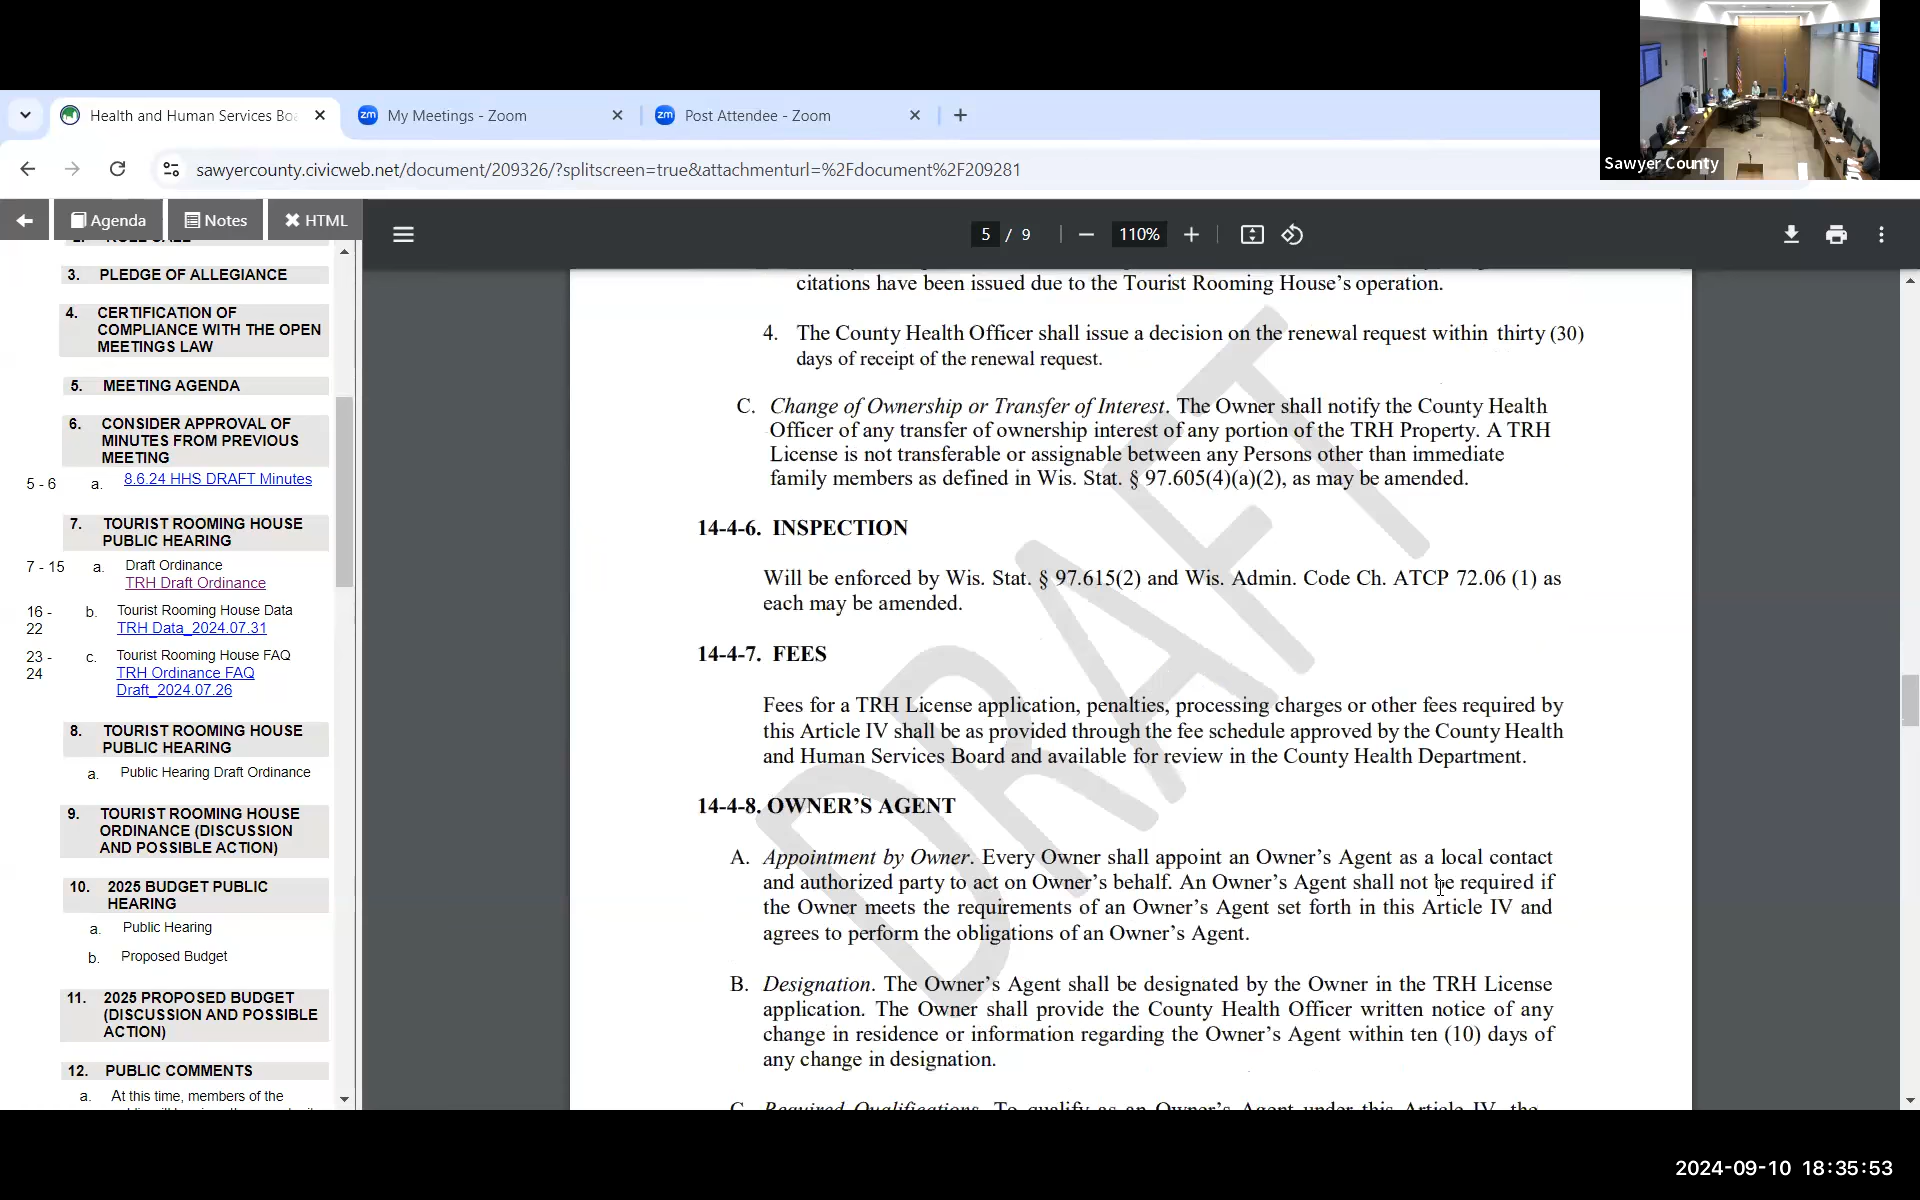 Health and Human Services Boa
My Meetings - Zoom
Post Attendee - Zoom
sawyercounty.civicweb.net/document/209326/?splitscreen=true&attachmenturl=%2Fdocument%2F209281
Sawyer County
Agenda
Notes
HTML
5 / 9
110%
2. ROLL CALL
3. PLEDGE OF ALLEGIANCE
4. CERTIFICATION OF
COMPLIANCE WITH THE OPEN
MEETINGS LAW
5. MEETING AGENDA
6. CONSIDER APPROVAL OF
MINUTES FROM PREVIOUS
MEETING
5 - 6 a. 8.6.24 HHS DRAFT Minutes
7. TOURIST ROOMING HOUSE
PUBLIC HEARING
7 - 15 a. Draft Ordinance
TRH Draft Ordinance
16 - 22 b. Tourist Rooming House Data
TRH Data_2024.07.31
23 - 24 c. Tourist Rooming House FAQ
TRH Ordinance FAQ
Draft_2024.07.26
8. TOURIST ROOMING HOUSE
PUBLIC HEARING
a. Public Hearing Draft Ordinance
9. TOURIST ROOMING HOUSE
ORDINANCE (DISCUSSION
AND POSSIBLE ACTION)
10. 2025 BUDGET PUBLIC
HEARING
a. Public Hearing
b. Proposed Budget
11. 2025 PROPOSED BUDGET
(DISCUSSION AND POSSIBLE
ACTION)
12. PUBLIC COMMENTS
a. At this time, members of the
citations have been issued due to the Tourist Rooming House's operation.
4. The County Health Officer shall issue a decision on the renewal request within thirty (30)
days of receipt of the renewal request.
C. Change of Ownership or Transfer of Interest. The Owner shall notify the County Health
Officer of any transfer of ownership interest of any portion of the TRH Property. A TRH
License is not transferable or assignable between any Persons other than immediate
family members as defined in Wis. Stat. § 97.605(4)(a)(2), as may be amended.
14-4-6. INSPECTION
Will be enforced by Wis. Stat. § 97.615(2) and Wis. Admin. Code Ch. ATCP 72.06 (1) as
each may be amended.
14-4-7. FEES
Fees for a TRH License application, penalties, processing charges or other fees required by
this Article IV shall be as provided through the fee schedule approved by the County Health
and Human Services Board and available for review in the County Health Department.
14-4-8. OWNER'S AGENT
A. Appointment by Owner. Every Owner shall appoint an Owner's Agent as a local contact
and authorized party to act on Owner's behalf. An Owner's Agent shall not be required if
the Owner meets the requirements of an Owner's Agent set forth in this Article IV and
agrees to perform the obligations of an Owner's Agent.
B. Designation. The Owner's Agent shall be designated by the Owner in the TRH License
application. The Owner shall provide the County Health Officer written notice of any
change in residence or information regarding the Owner's Agent within ten (10) days of
any change in designation.
C. Required Qualifications. To qualify as an Owner's Agent under this Article IV, the
DRAFT
2024-09-10 18:35:53